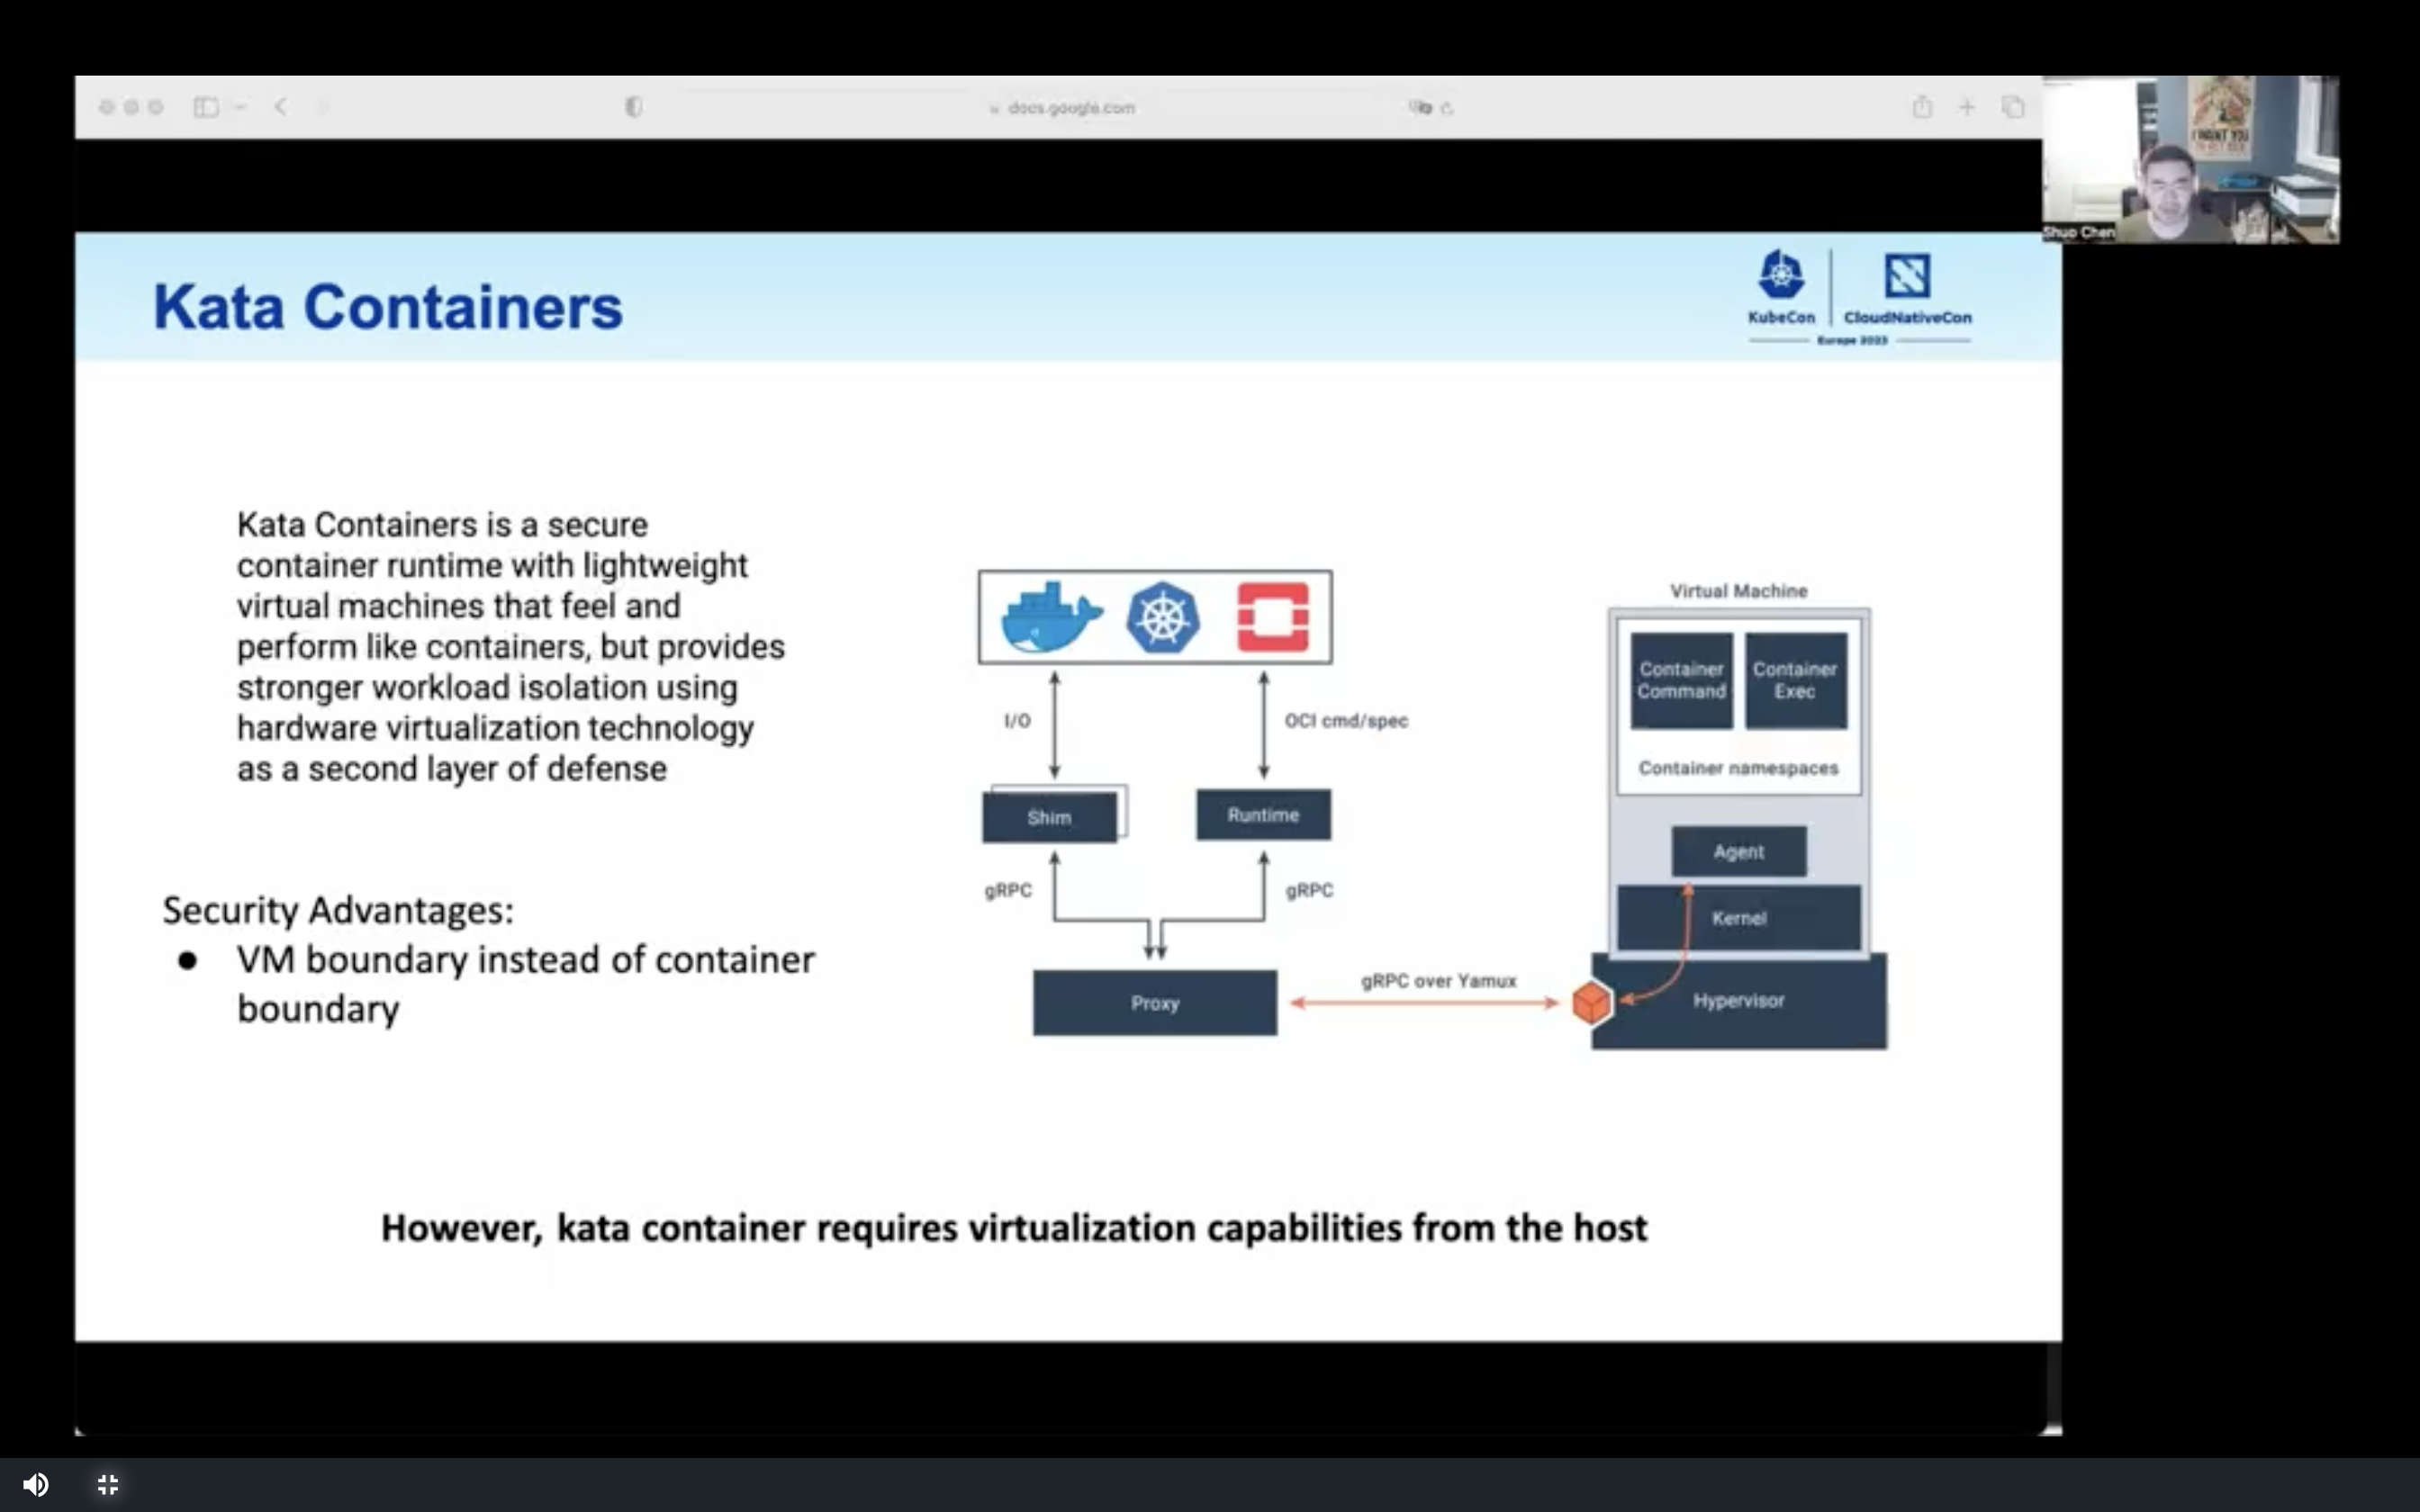 docs.google.com
I WANT YOU
Shuo Chen
Kata Containers
KubeCon
CloudNativeCon
Europe 2023
Kata Containers is a secure
container runtime with lightweight
virtual machines that feel and
perform like containers, but provides
stronger workload isolation using
hardware virtualization technology
as a second layer of defense
Security Advantages:
● VM boundary instead of container
boundary
I/O
OCI cmd/spec
Shim
Runtime
gRPC
gRPC
Proxy
gRPC over Yamux
Virtual Machine
Container
Command
Container
Exec
Container namespaces
Agent
Kernel
Hypervisor
However, kata container requires virtualization capabilities from the host